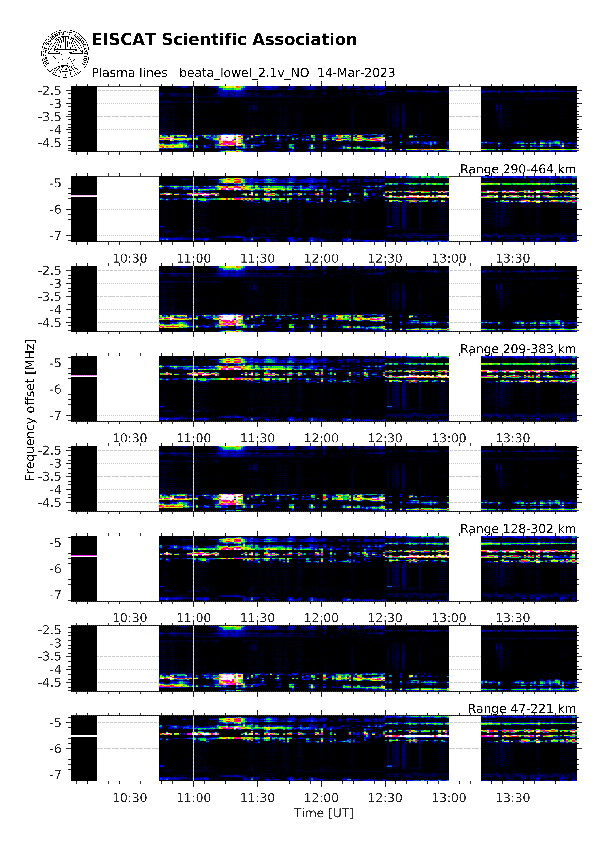 EISCAT Scientific Association
Plasma lines beata_lowel_2.1v_NO 14-Mar-2023
-2.5
-3
-3.5
-4
-4.5
Range 290-464 km
-5
-6
-7
10:30 11:00 11:30 12:00 12:30 13:00 13:30
-2.5
-3
-3.5
-4
-4.5
Range 209-383 km
-5
-6
-7
10:30 11:00 11:30 12:00 12:30 13:00 13:30
Frequency offset [MHz]
-2.5
-3
-3.5
-4
-4.5
Range 128-302 km
-5
-6
-7
10:30 11:00 11:30 12:00 12:30 13:00 13:30
-2.5
-3
-3.5
-4
-4.5
Range 47-221 km
-5
-6
-7
10:30 11:00 11:30 12:00 12:30 13:00 13:30
Time [UT]